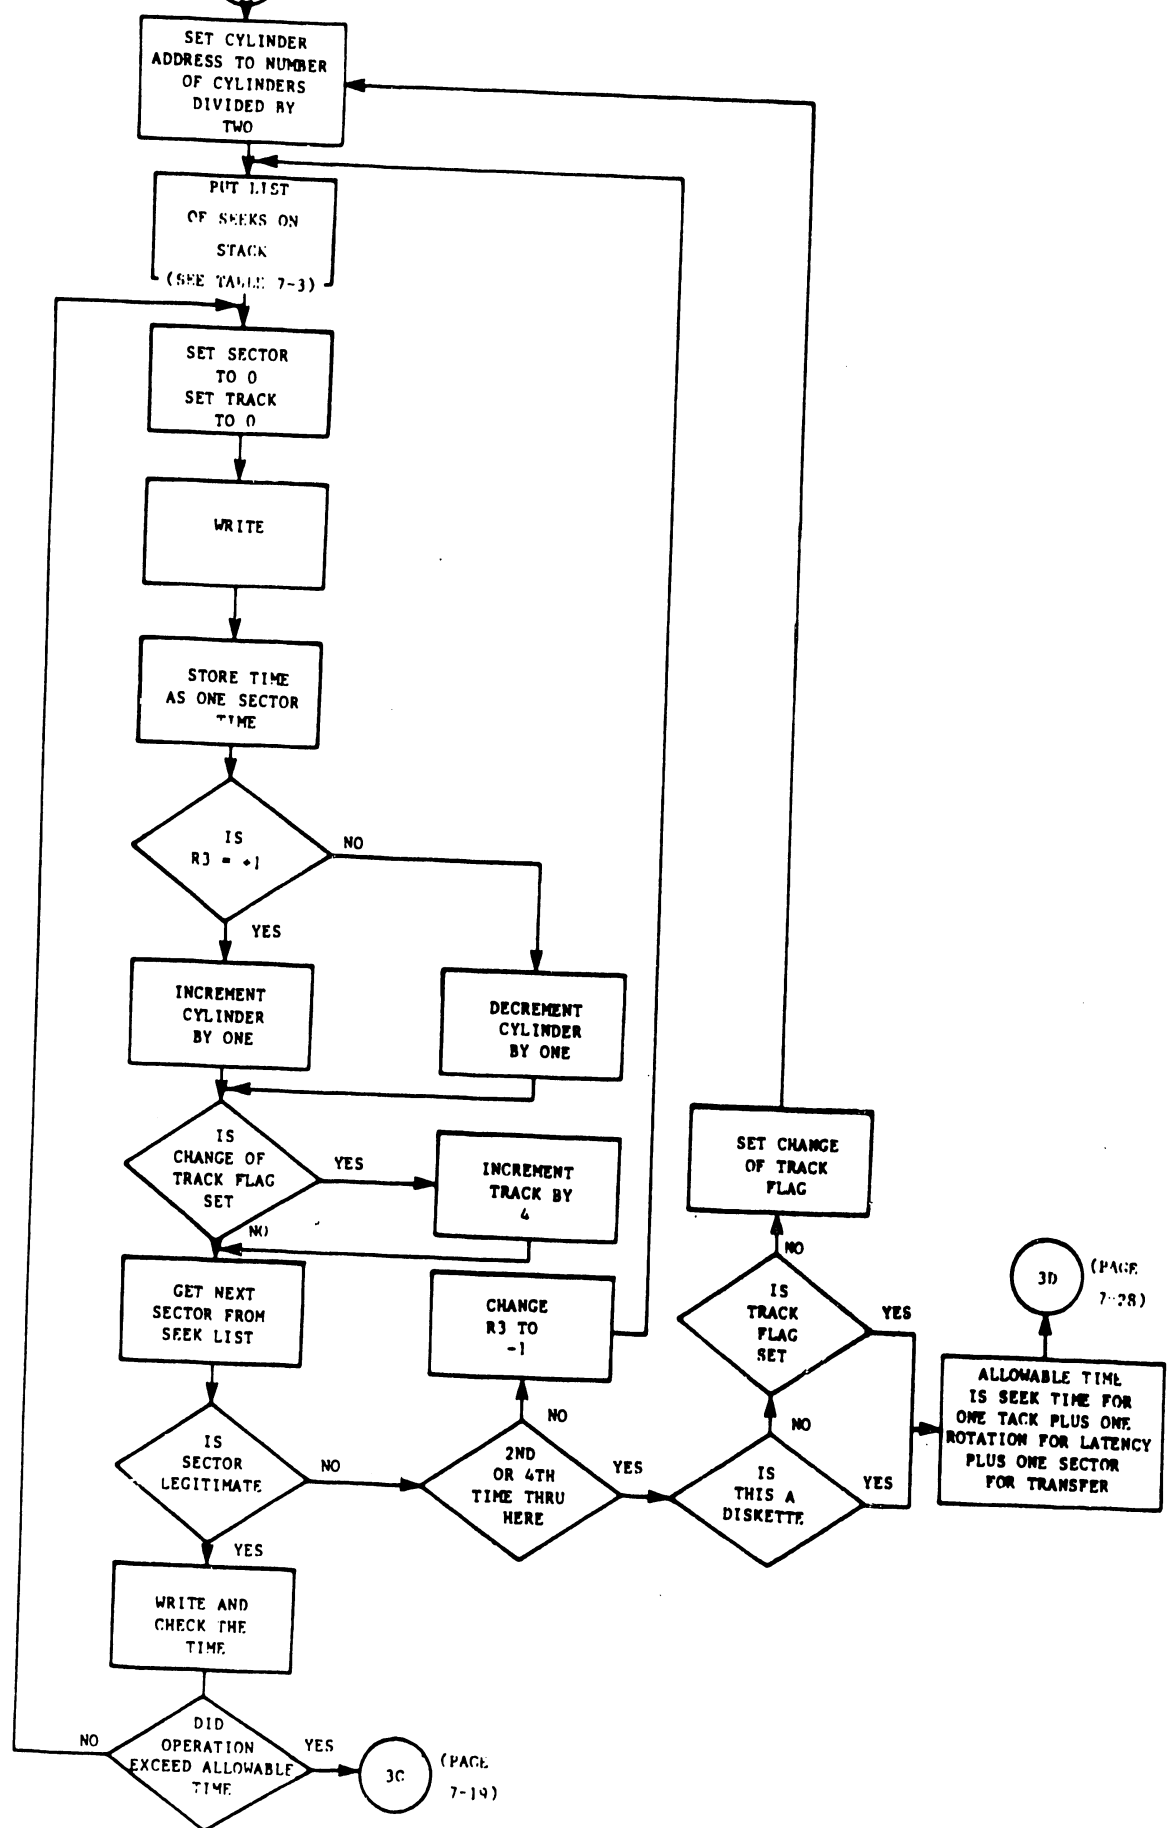 SET CYLINDER
ADDRESS TO NUMBER
OF CYLINDERS
DIVIDED BY
TWO
PUT LIST
OF SEEKS ON
STACK
(SEE TABLE 7-3)
SET SECTOR
TO 0
SET TRACK
TO 0
WRITE
STORE TIME
AS ONE SECTOR
TIME
IS
R3 = +1
NO
YES
INCREMENT
CYLINDER
BY ONE
DECREMENT
CYLINDER
BY ONE
IS
CHANGE OF
TRACK FLAG
SET
YES
NO
INCREMENT
TRACK BY
4
SET CHANGE
OF TRACK
FLAG
NO
GET NEXT
SECTOR FROM
SEEK LIST
CHANGE
R3 TO
-1
IS
TRACK
FLAG
SET
YES
3D
(PAGE
7-28)
ALLOWABLE TIME
IS SEEK TIME FOR
ONE TACK PLUS ONE
ROTATION FOR LATENCY
PLUS ONE SECTOR
FOR TRANSFER
IS
SECTOR
LEGITIMATE
NO
YES
NO
2ND
OR 4TH
TIME THRU
HERE
YES
NO
IS
THIS A
DISKETTE
YES
WRITE AND
CHECK THE
TIME
DID
OPERATION
EXCEED ALLOWABLE
TIME
NO
YES
3C
(PAGE
7-19)